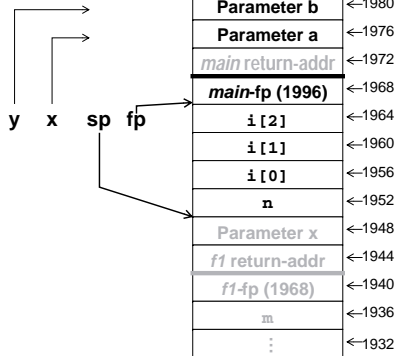 Parameter b ←1980
Parameter a ←1976
main return-addr ←1972
main-fp (1996) ←1968
y x sp fp
i[2] ←1964
i[1] ←1960
i[0] ←1956
n ←1952
Parameter x ←1948
f1 return-addr ←1944
f1-fp (1968) ←1940
m ←1936
⋮ ←1932